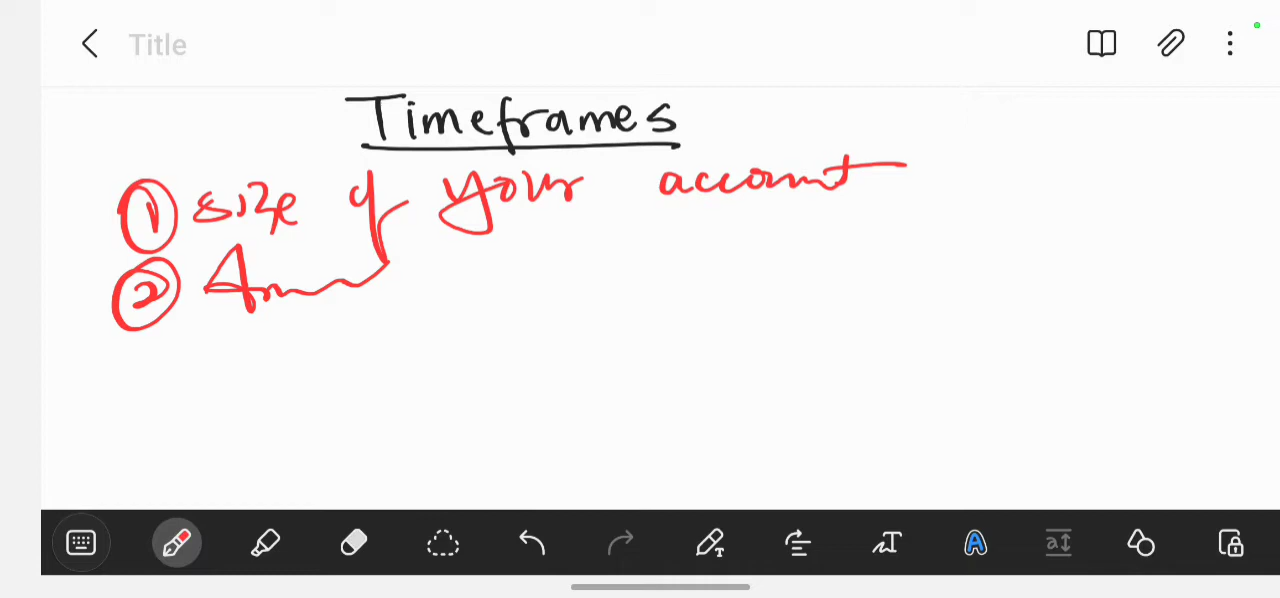 Title
Timeframes
① size of your account
②